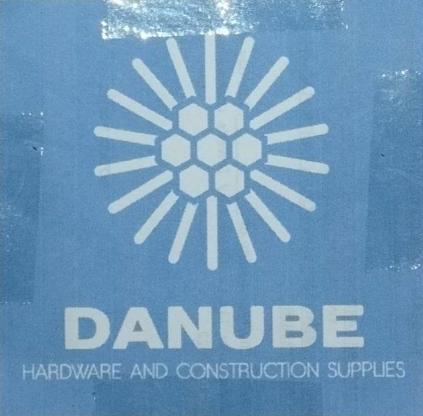 DANUBE
HARDWARE AND CONSTRUCTION SUPPLIES